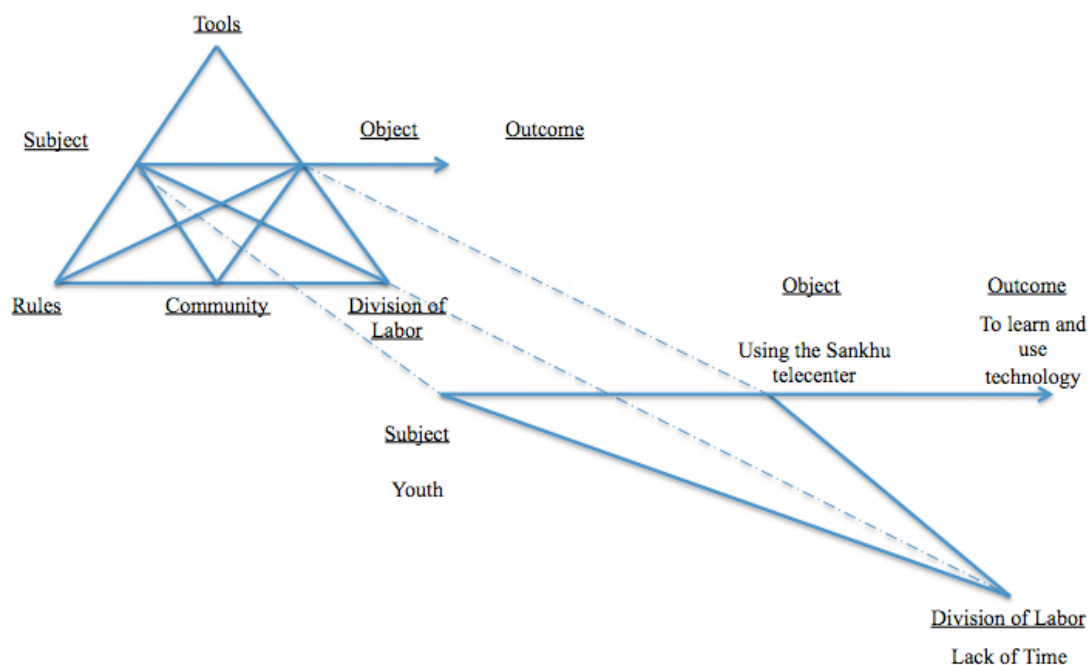 Tools
Subject
Object
Outcome
Rules
Community
Division of
Labor
Object
Outcome
Using the Sankhu
telecenter
To learn and
use
technology
Subject
Youth
Division of Labor
Lack of Time